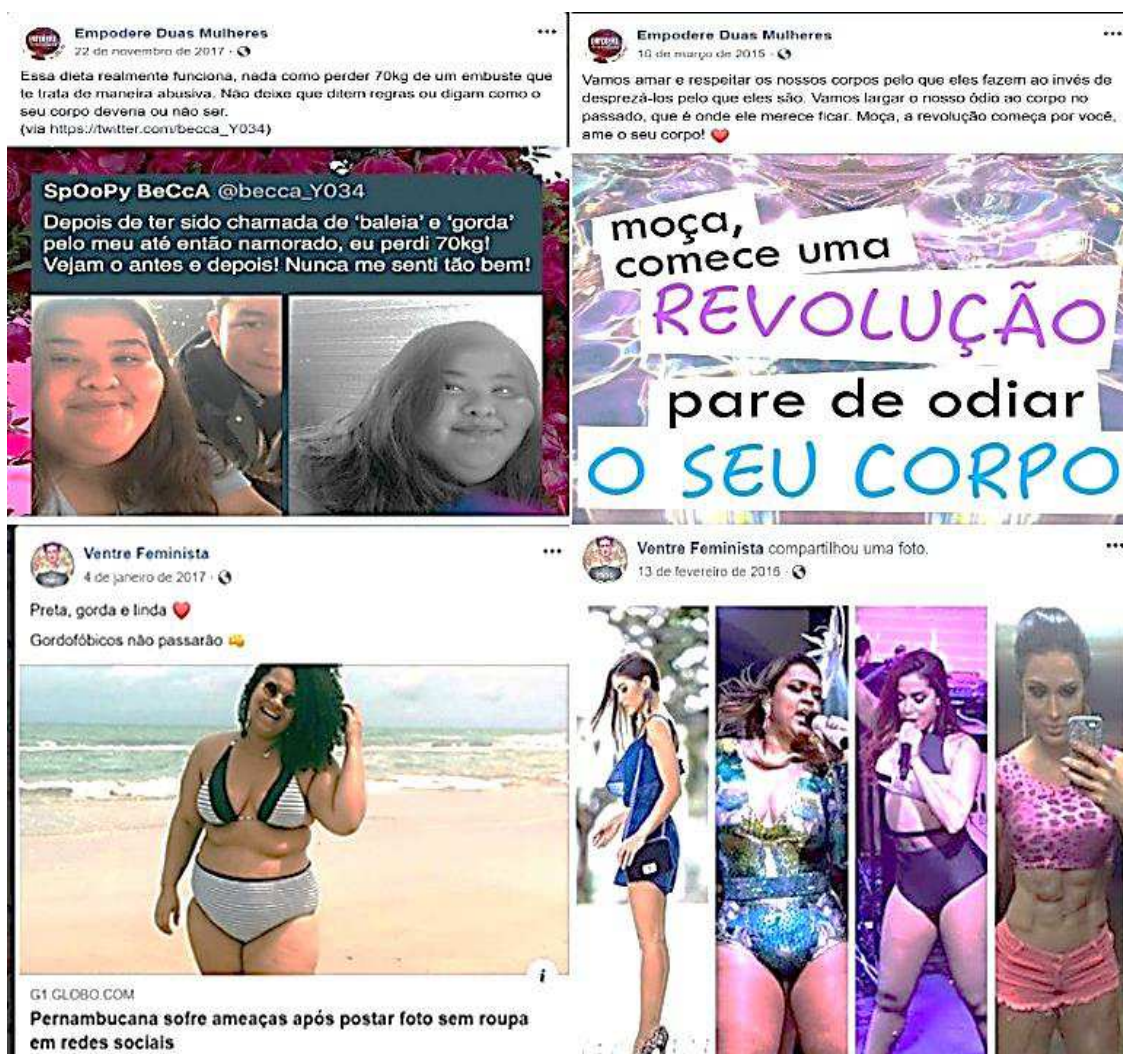 Empodere Duas Mulheres
22 de novembro de 2017
Essa dieta realmente funciona, nada como perder 70kg de um embuste que
te trata de maneira abusiva. Não deixe que ditem regras ou digam como o
seu corpo deveria ou não ser.
(via https://twitter.com/becca_Y034)
SpOoPy BeCcA @becca_Y034
Depois de ter sido chamada de 'baleia' e 'gorda'
pelo meu até então namorado, eu perdi 70kg!
Vejam o antes e depois! Nunca me senti tão bem!
Empodere Duas Mulheres
16 de março de 2015
Vamos amar e respeitar os nossos corpos pelo que eles fazem ao invés de
desprezá-los pelo que eles são. Vamos largar o nosso ódio ao corpo no
passado, que é onde ele merece ficar. Moça, a revolução começa por você,
ame o seu corpo! ❤️
moça,
comece uma
REVOLUÇÃO
pare de odiar
O SEU CORPO
Ventre Feminista
4 de janeiro de 2017
Preta, gorda e linda ❤️
Gordofóbicos não passarão
G1.GLOBO.COM
Pernambucana sofre ameaças após postar foto sem roupa
em redes sociais
Ventre Feminista compartilhou uma foto.
13 de fevereiro de 2016